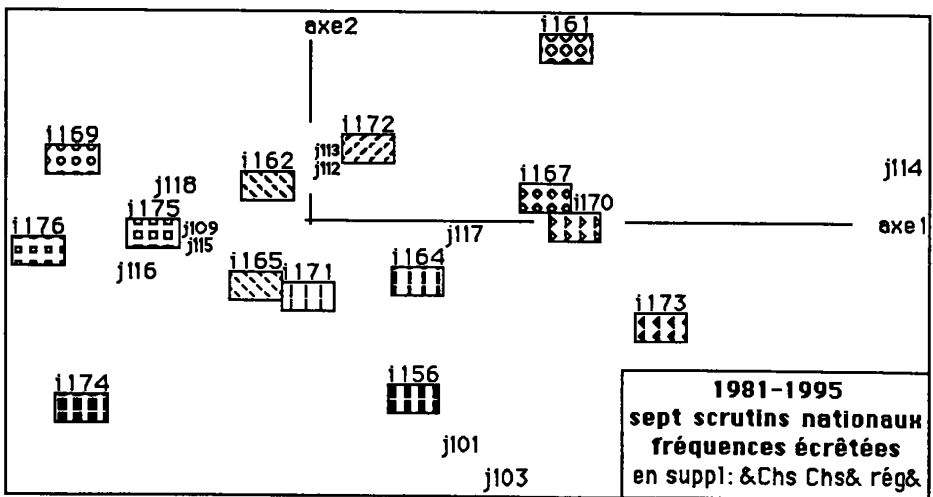 axe2
i161
i172
i169
j113
i162
j112
i167
j114
j118
i170
i175
i176
j109
axe1
j117
j115
j116
i165
i171
i164
i173
i174
i156
1981-1995
sept scrutins nationaux
fréquences écrêtées
j101
en suppl: &Chs Chs& rég&
j103